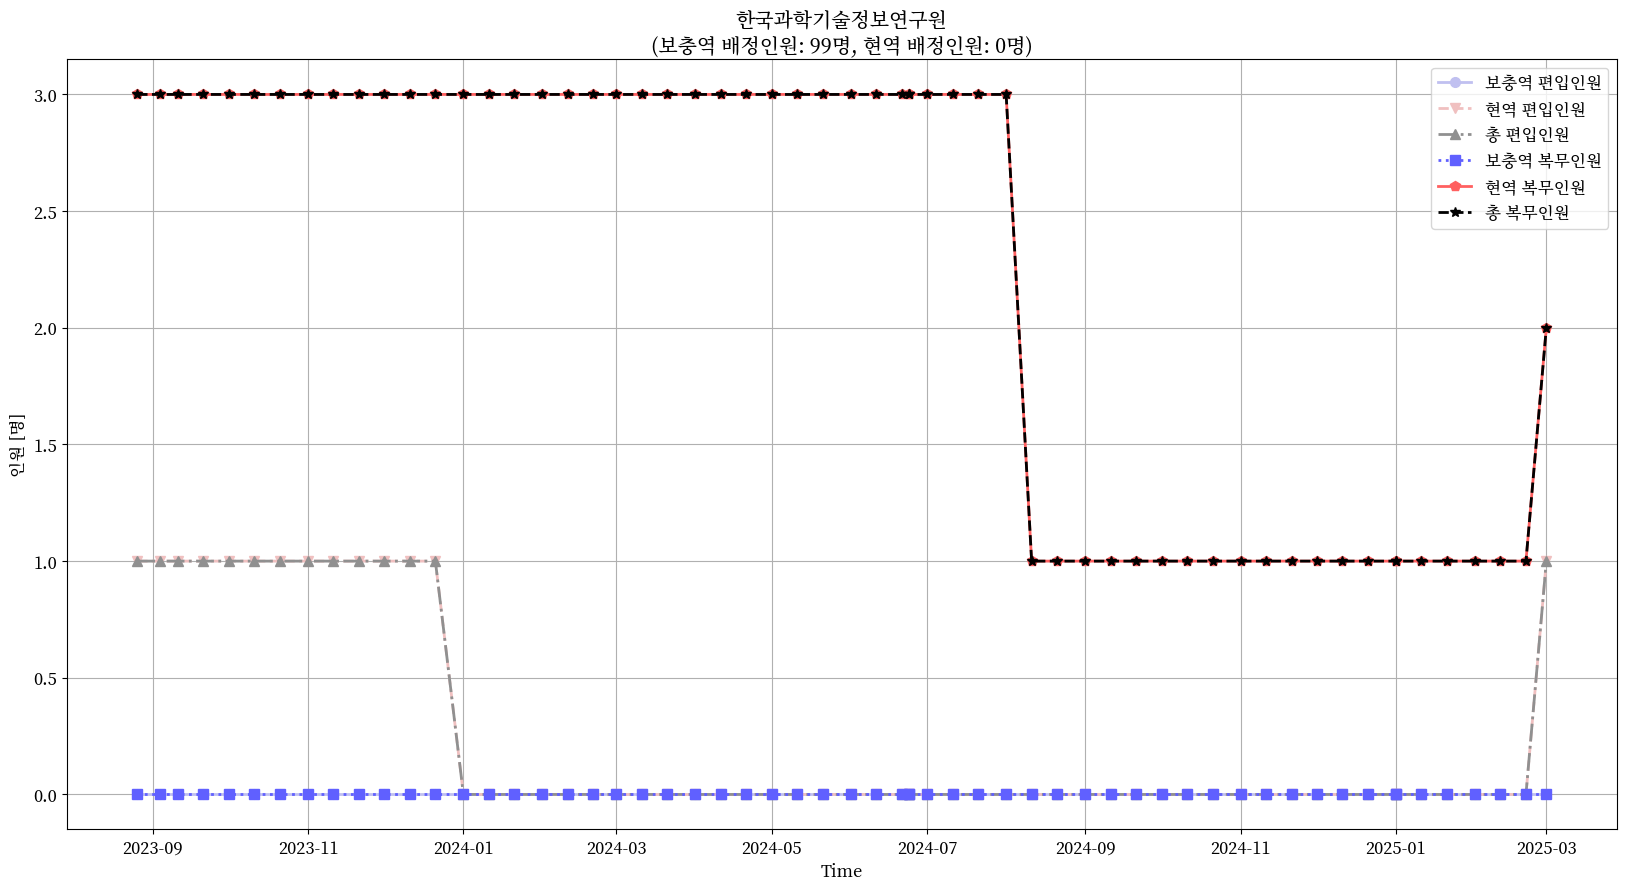 한국과학기술정보연구원
(보충역 배정인원: 99명, 현역 배정인원: 0명)
보충역 편입인원
현역 편입인원
총 편입인원
보충역 복무인원
현역 복무인원
총 복무인원
3.0
2.5
2.0
1.5
1.0
0.5
0.0
인원 [명]
2023-09
2023-11
2024-01
2024-03
2024-05
2024-07
2024-09
2024-11
2025-01
2025-03
Time